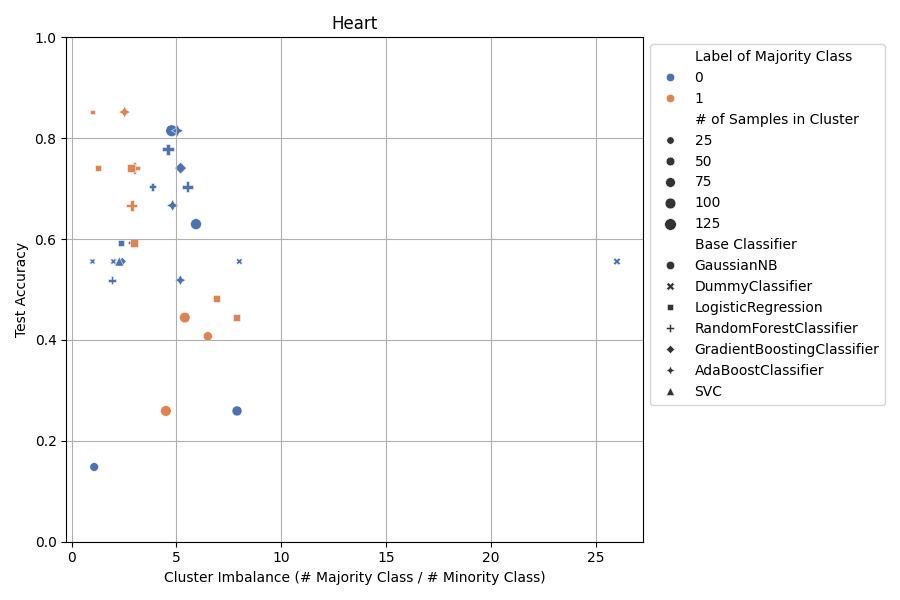 Heart
1.0
0.8
0.6
0.4
0.2
0.0
Test Accuracy
0
5
10
15
20
25
Cluster Imbalance (# Majority Class / # Minority Class)
Label of Majority Class
0
1
# of Samples in Cluster
25
50
75
100
125
Base Classifier
GaussianNB
DummyClassifier
LogisticRegression
RandomForestClassifier
GradientBoostingClassifier
AdaBoostClassifier
SVC